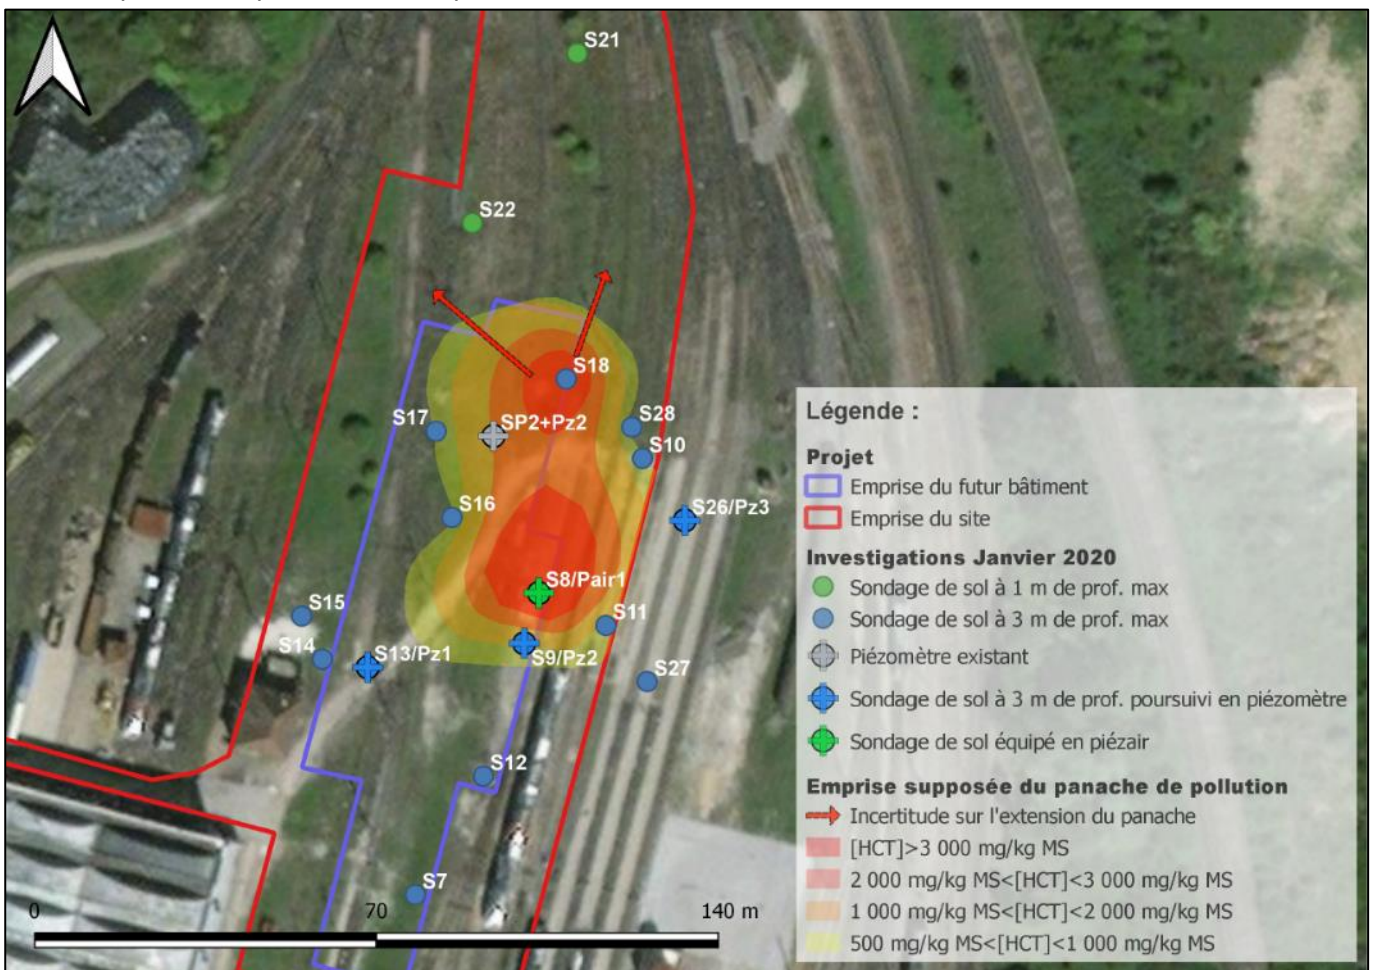 S21
S22
S18
S17
SP2+Pz2
S28
S10
S16
S26/Pz3
S8/Pair1
S15
S11
S14
S13/Pz1
S9/Pz2
S27
S12
S7
0 70 140 m
Légende :
Projet
Emprise du futur bâtiment
Emprise du site
Investigations Janvier 2020
Sondage de sol à 1 m de prof. max
Sondage de sol à 3 m de prof. max
Piézomètre existant
Sondage de sol à 3 m de prof. poursuivi en piézomètre
Sondage de sol équipé en piézair
Emprise supposée du panache de pollution
Incertitude sur l'extension du panache
[HCT]>3 000 mg/kg MS
2 000 mg/kg MS<[HCT]<3 000 mg/kg MS
1 000 mg/kg MS<[HCT]<2 000 mg/kg MS
500 mg/kg MS<[HCT]<1 000 mg/kg MS